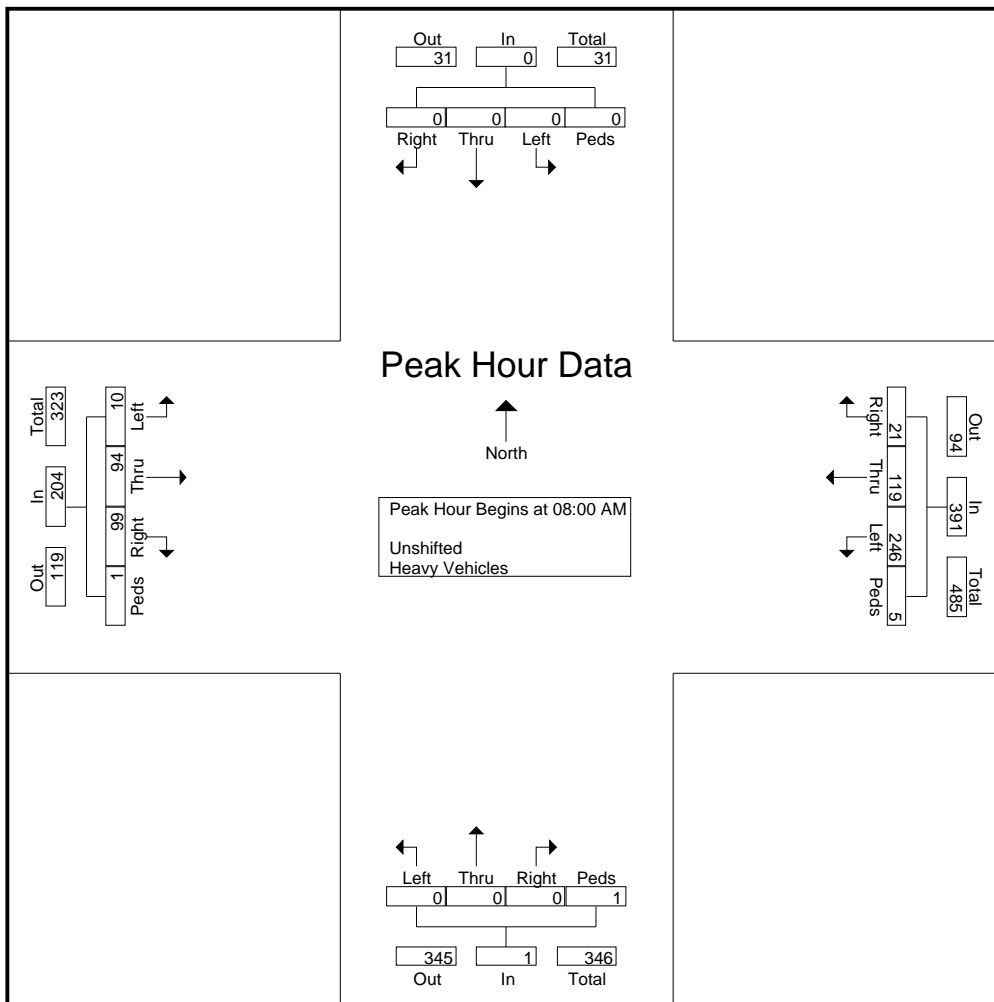 Out In Total
31 0 31
0 0 0 0
Right Thru Left Peds
Peak Hour Data
North
Peak Hour Begins at 08:00 AM
Unshifted
Heavy Vehicles
Total In Out
323 204 119
10 94 99 1
Left Thru Right Peds
Right Thru Left Peds
21 119 246 5
94 391 485
Out In Total
Left Thru Right Peds
0 0 0 1
345 1 346
Out In Total